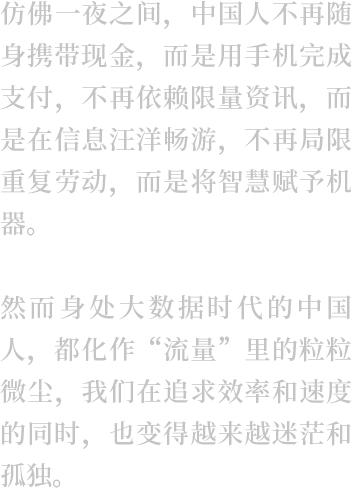 仿佛一夜之间，中国人不再随
身携带现金，而是用手机完成
支付，不再依赖限量资讯，而
是在信息汪洋畅游，不再局限
重复劳动，而是将智慧赋予机
器。
然而身处大数据时代的中国
人，都化作“流量”里的粒粒
微尘，我们在追求效率和速度
的同时，也变得越来越迷茫和
孤独。